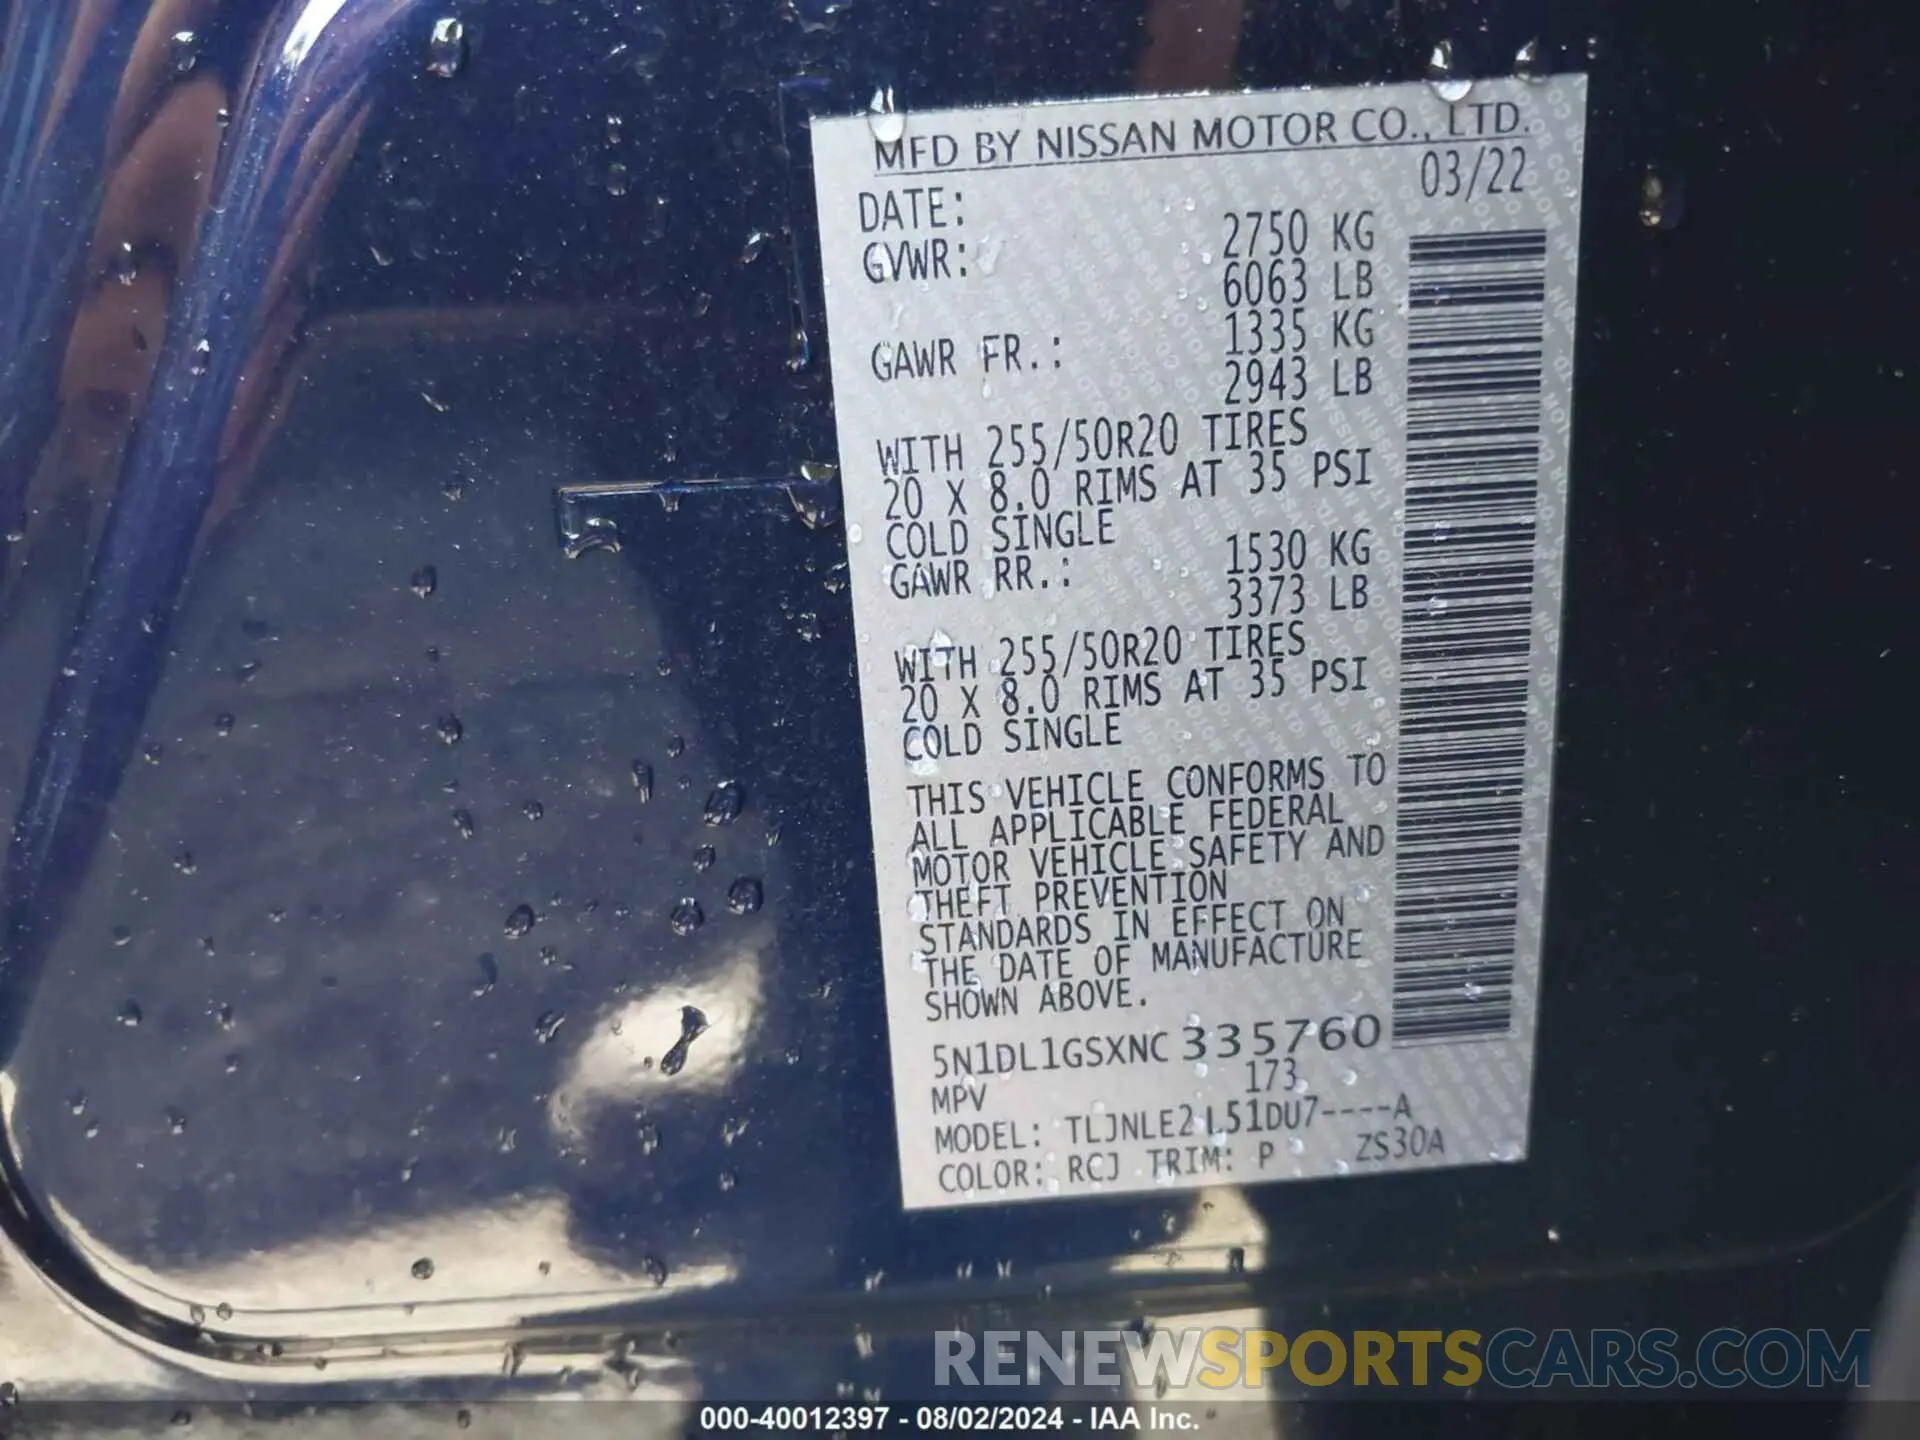 MFD BY NISSAN MOTOR CO., LTD.
DATE: 03/22
GVWR: 2750 KG
6063 LB
GAWR FR.: 1335 KG
2943 LB
WITH 255/50R20 TIRES
20 X 8.0 RIMS AT 35 PSI
COLD SINGLE
GAWR RR.: 1530 KG
3373 LB
WITH 255/50R20 TIRES
20 X 8.0 RIMS AT 35 PSI
COLD SINGLE
THIS VEHICLE CONFORMS TO
ALL APPLICABLE FEDERAL
MOTOR VEHICLE SAFETY AND
THEFT PREVENTION
STANDARDS IN EFFECT ON
THE DATE OF MANUFACTURE
SHOWN ABOVE.
5N1DL1GSXNC335760
MPV 173
MODEL: TLJNLE2L51DU7----A
COLOR: RCJ TRIM: P ZS30A
RENEWSPORTSCARS.COM
000-40012397 - 08/02/2024 - IAA Inc.